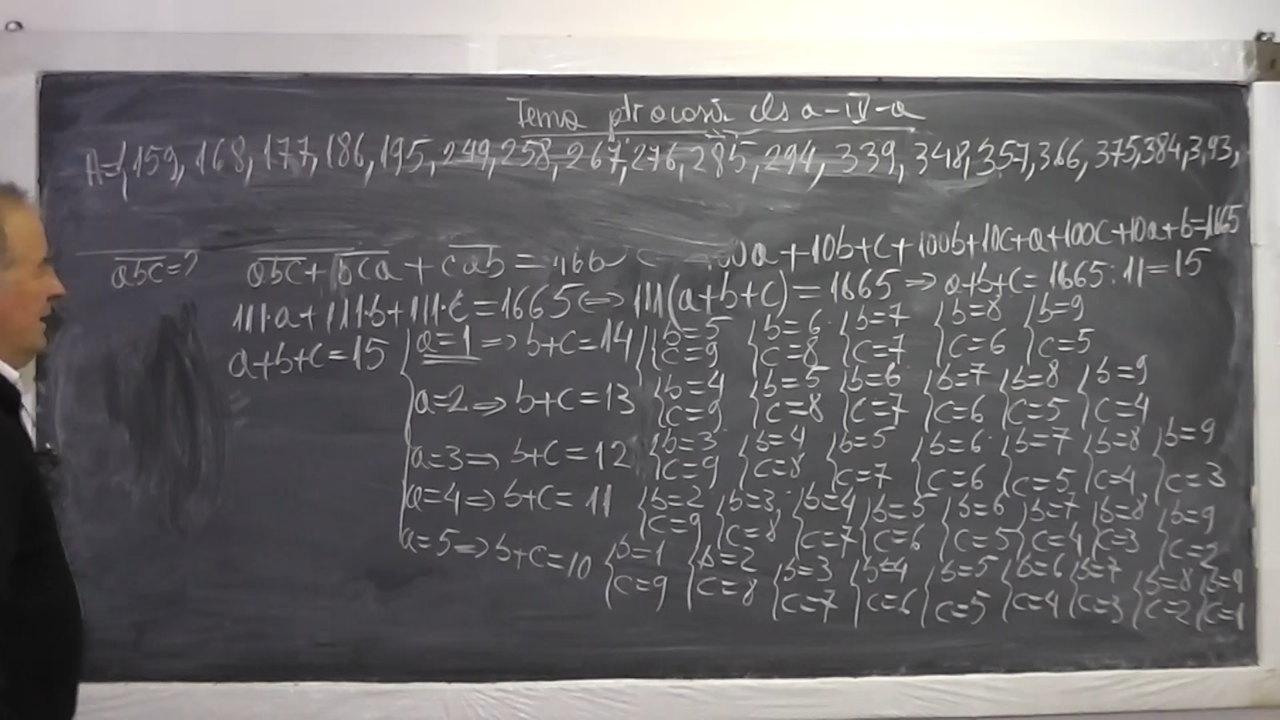 Tema ptr acasă cls a-IV-a
A={159, 168, 177, 186, 195, 249, 258, 267, 276, 285, 294, 339, 348, 357, 366, 375, 384, 393,
abc=? abc+bca+cab= 00a+10b+c+100b+10c+a+100c+10a+b=1665
111·a+111·b+111·c=1665 ⇔ 111(a+b+c)=1665 ⇒ a+b+c=1665:11=15
a+b+c=15 { a=1 ⇒ b+c=14 { b=5 c=9 { b=6 c=8 { b=7 c=7 { b=8 c=6 { b=9 c=5
a=2 ⇒ b+c=13 { b=4 c=9 { b=5 c=8 { b=6 c=7 { b=7 c=6 { b=8 c=5 { b=9 c=4
a=3 ⇒ b+c=12 { b=3 c=9 { b=4 c=8 { b=5 c=7 { b=6 c=6 { b=7 c=5 { b=8 c=4 { b=9 c=3
a=4 ⇒ b+c=11 { b=2 c=9 { b=3 c=8 { b=4 c=7 { b=5 c=6 { b=6 c=5 { b=7 c=4 { b=8 c=3 { b=9 c=2
a=5 ⇒ b+c=10 { b=1 c=9 { b=2 c=8 { b=3 c=7 { b=4 c=6 { b=5 c=5 { b=6 c=4 { b=7 c=3 { b=8 c=2 { b=9 c=1